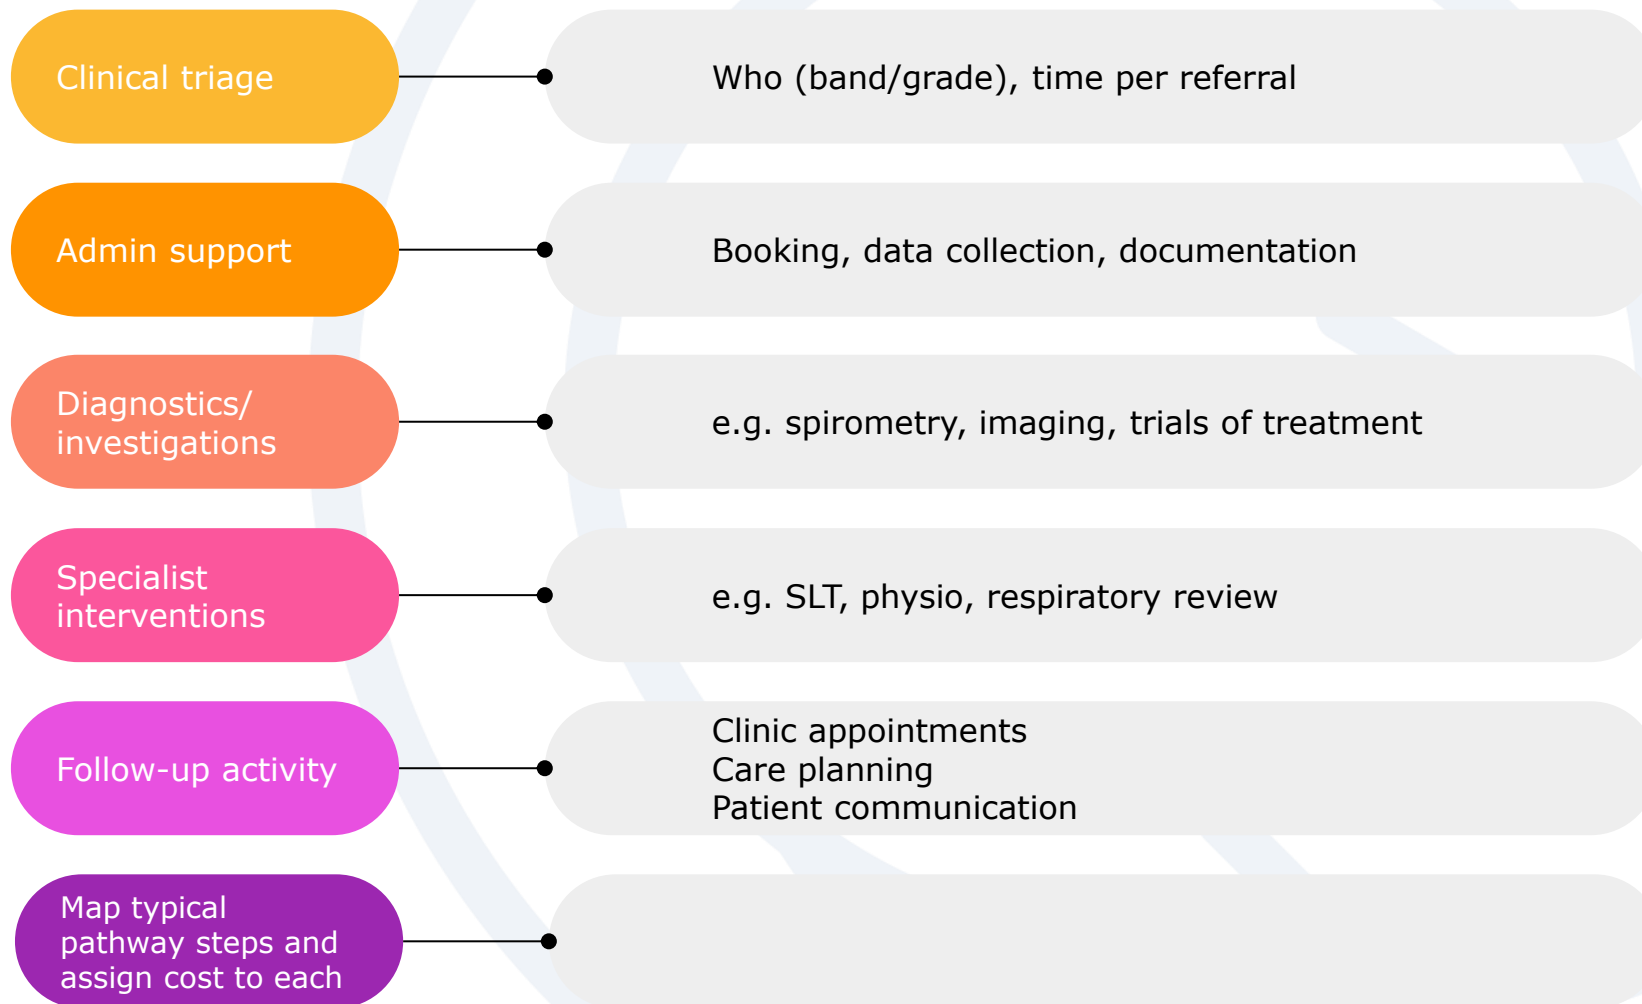 Clinical triage
Who (band/grade), time per referral
Admin support
Booking, data collection, documentation
Diagnostics/
investigations
e.g. spirometry, imaging, trials of treatment
Specialist
interventions
e.g. SLT, physio, respiratory review
Follow-up activity
Clinic appointments
Care planning
Patient communication
Map typical
pathway steps and
assign cost to each